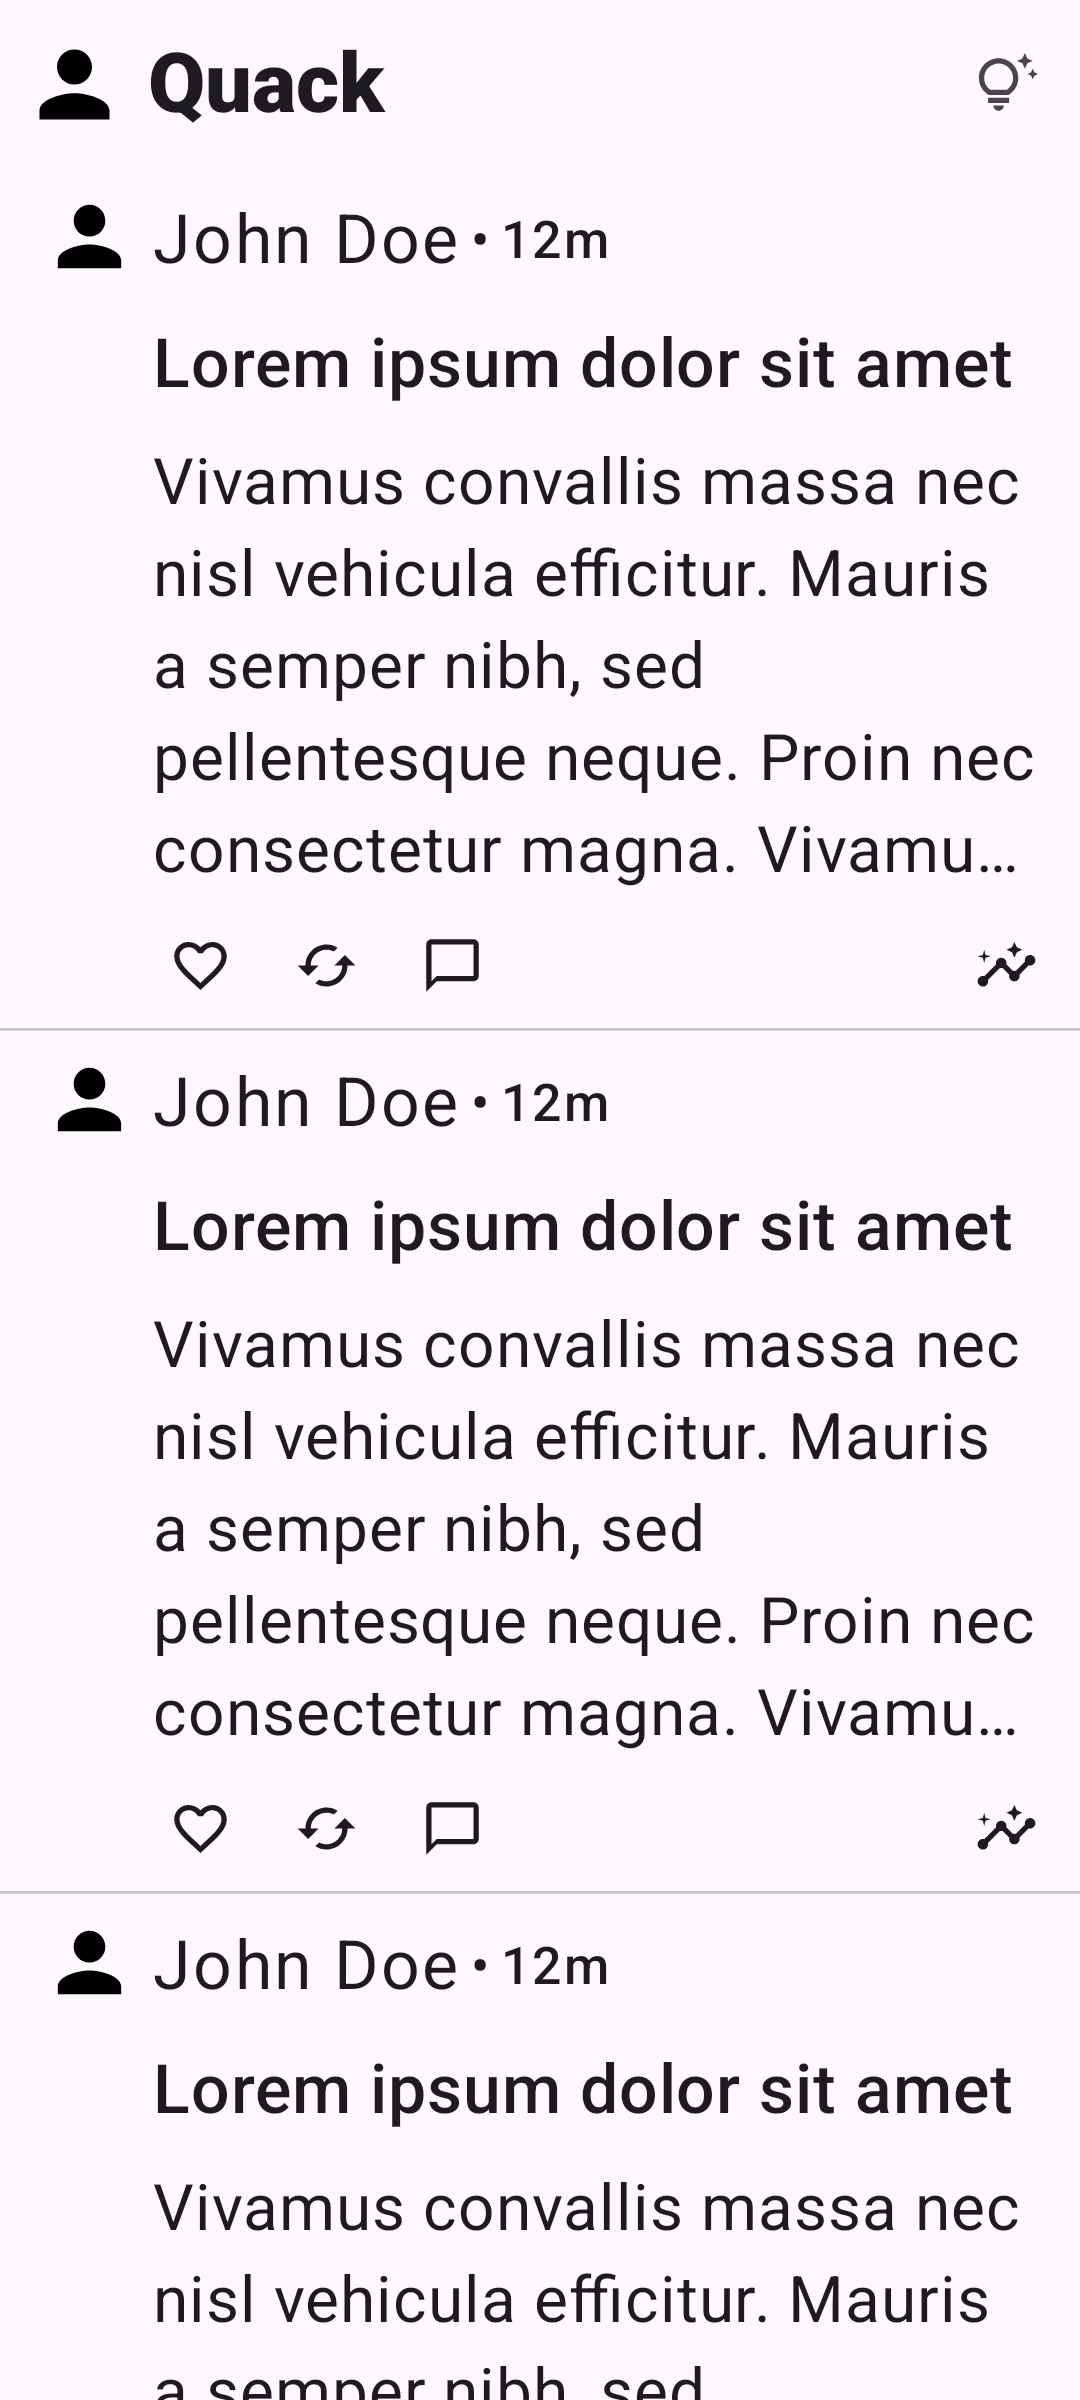 Quack
John Doe • 12m
Lorem ipsum dolor sit amet
Vivamus convallis massa nec
nisl vehicula efficitur. Mauris
a semper nibh, sed
pellentesque neque. Proin nec
consectetur magna. Vivamu…
John Doe • 12m
Lorem ipsum dolor sit amet
Vivamus convallis massa nec
nisl vehicula efficitur. Mauris
a semper nibh, sed
pellentesque neque. Proin nec
consectetur magna. Vivamu…
John Doe • 12m
Lorem ipsum dolor sit amet
Vivamus convallis massa nec
nisl vehicula efficitur. Mauris
a semper nibh, sed